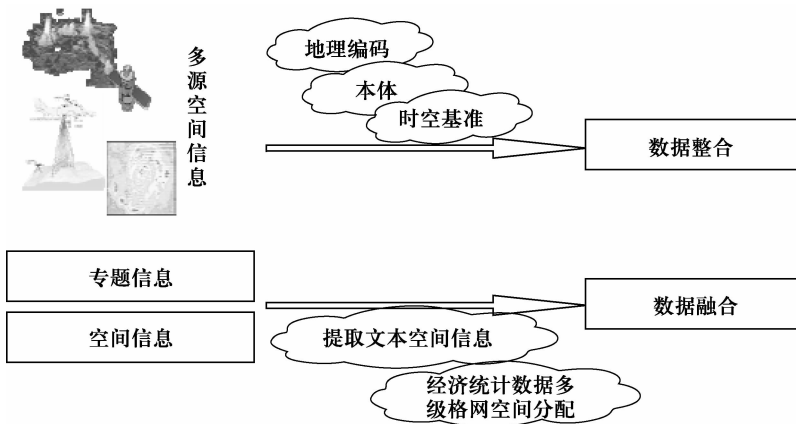 多源空间信息
地理编码
本体
时空基准
数据整合
专题信息
空间信息
数据融合
提取文本空间信息
经济统计数据多
级格网空间分配